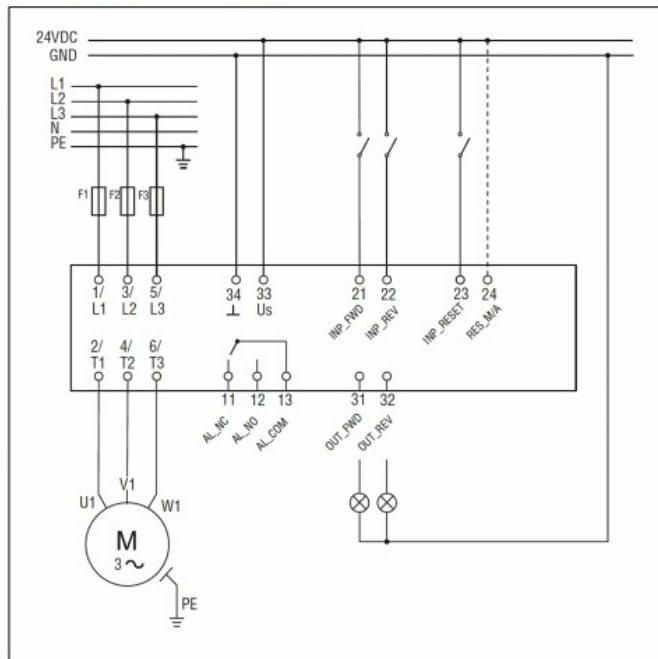 24VDC
GND
L1
L2
L3
N
PE
F1 F2 F3
1/ 3/ 5/ 34 33 21 22 23 24
L1 L2 L3 ⊥ Us
INP_FWD INP_REV INP_RESET RES_M/A
2/ 4/ 6/
T1 T2 T3
11 12 13 31 32
AL_NC AL_NO AL_COM OUT_FWD OUT_REV
U1 V1 W1
M
3 ~
PE